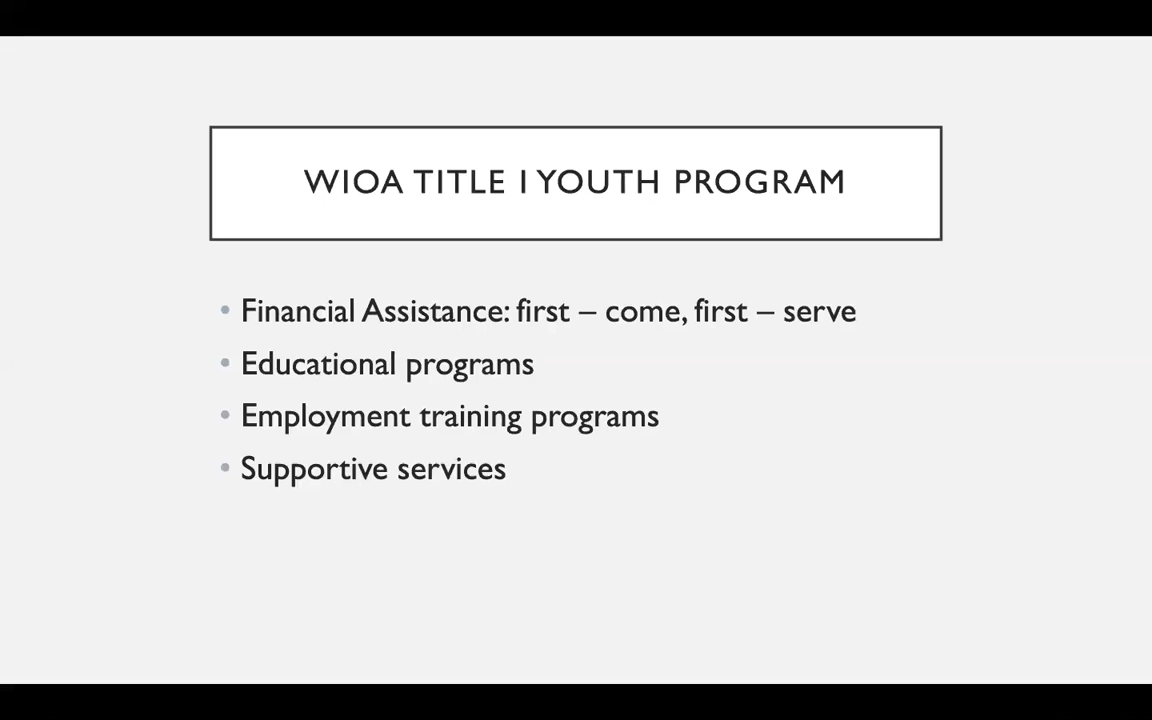 WIOA TITLE I YOUTH PROGRAM
• Financial Assistance: first – come, first – serve
• Educational programs
• Employment training programs
• Supportive services